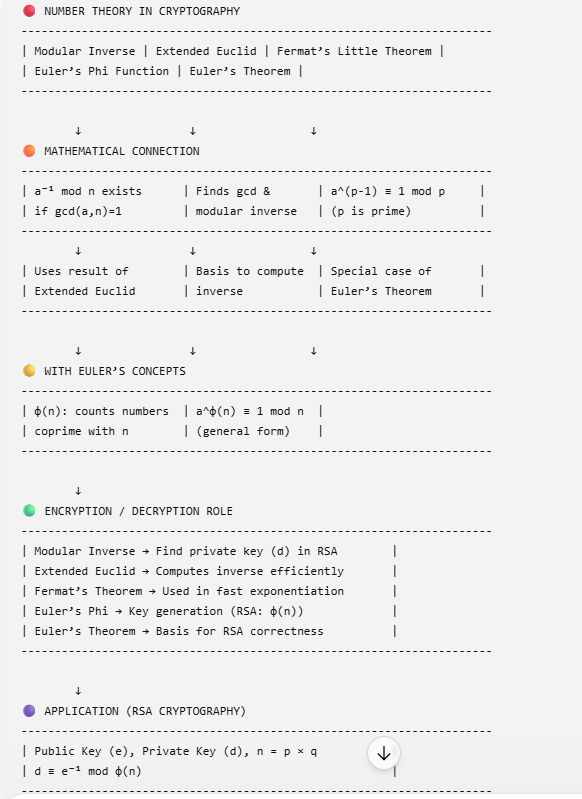 NUMBER THEORY IN CRYPTOGRAPHY
----------------------------------------------------------------------
| Modular Inverse | Extended Euclid | Fermat’s Little Theorem |
| Euler’s Phi Function | Euler’s Theorem |
----------------------------------------------------------------------
↓ ↓ ↓
MATHEMATICAL CONNECTION
----------------------------------------------------------------------
| a⁻¹ mod n exists | Finds gcd & | a^(p-1) ≡ 1 mod p |
| if gcd(a,n)=1 | modular inverse | (p is prime) |
----------------------------------------------------------------------
↓ ↓ ↓
| Uses result of | Basis to compute | Special case of |
| Extended Euclid | inverse | Euler’s Theorem |
----------------------------------------------------------------------
↓ ↓ ↓
WITH EULER’S CONCEPTS
----------------------------------------------------------------------
| ϕ(n): counts numbers | a^ϕ(n) ≡ 1 mod n |
| coprime with n | (general form) |
----------------------------------------------------------------------
↓
ENCRYPTION / DECRYPTION ROLE
----------------------------------------------------------------------
| Modular Inverse → Find private key (d) in RSA |
| Extended Euclid → Computes inverse efficiently |
| Fermat’s Theorem → Used in fast exponentiation |
| Euler’s Phi → Key generation (RSA: ϕ(n)) |
| Euler’s Theorem → Basis for RSA correctness |
----------------------------------------------------------------------
↓
APPLICATION (RSA CRYPTOGRAPHY)
----------------------------------------------------------------------
| Public Key (e), Private Key (d), n = p × q
| d ≡ e⁻¹ mod ϕ(n) |
----------------------------------------------------------------------